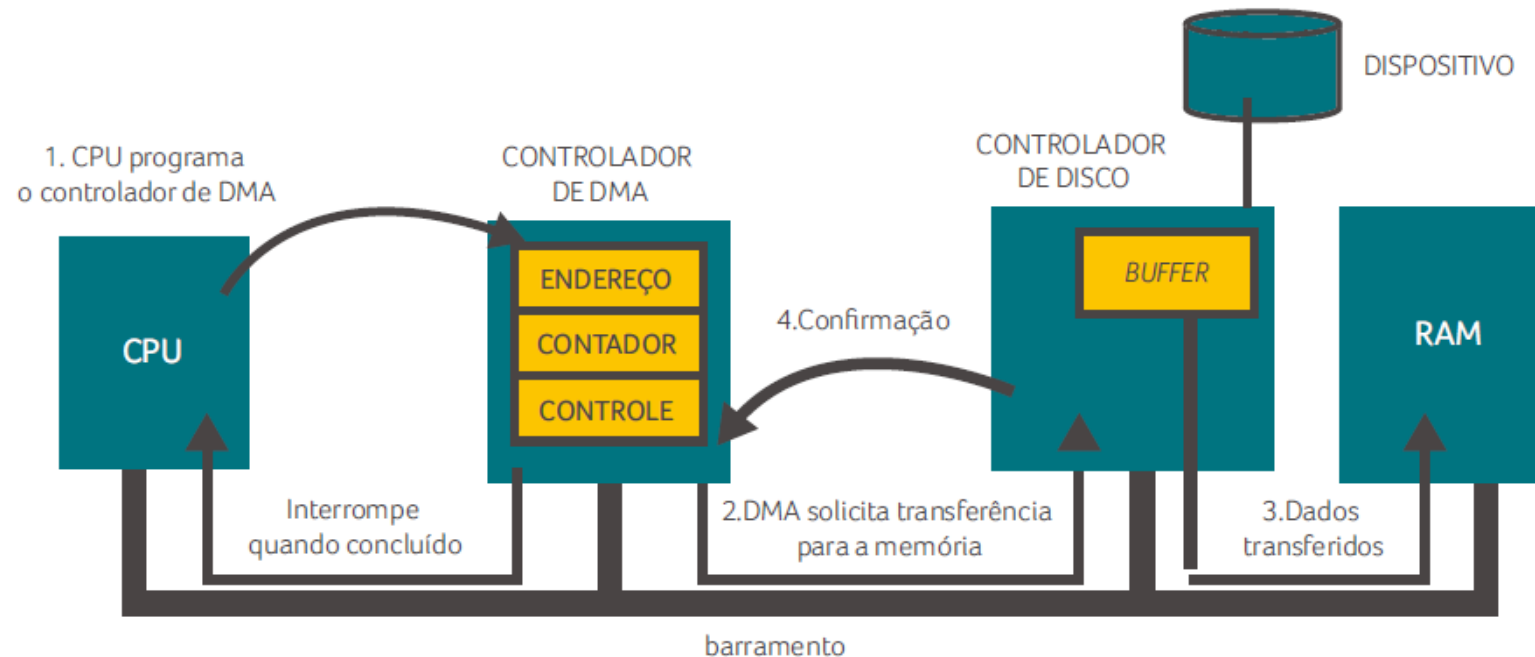 DISPOSITIVO
1. CPU programa
o controlador de DMA
CONTROLADOR
DE DMA
CONTROLADOR
DE DISCO
CPU
ENDEREÇO
CONTADOR
CONTROLE
4.Confirmação
BUFFER
RAM
Interrompe
quando concluído
2.DMA solicita transferência
para a memória
3.Dados
transferidos
barramento